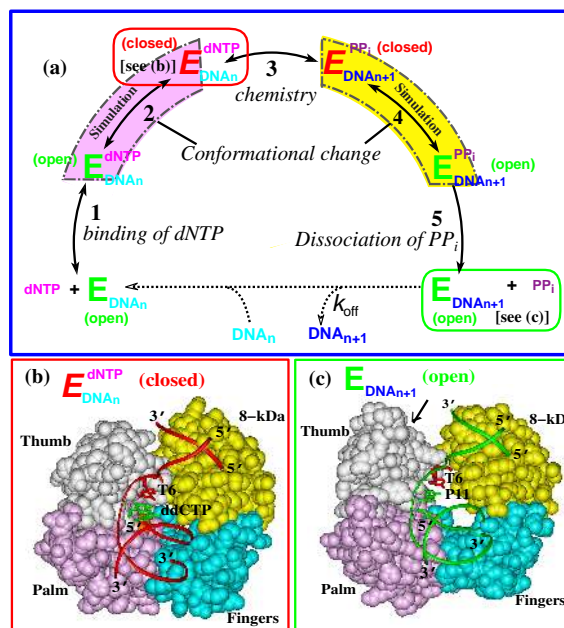 (a)
(closed)
[see (b)]
E dNTP DNAn
3
chemistry
E PPi DNAn+1 (closed)
Simulation
2
Simulation
4
Conformational change
(open)
E dNTP DNAn
E PPi DNAn+1 (open)
1
binding of dNTP
5
Dissociation of PPi
dNTP + E DNAn
(open)
E DNAn+1 + PPi
(open) [see (c)]
koff
DNAn
DNAn+1
(b) E dNTP DNAn (closed)
3′
8−kDa
Thumb
5′
5′
T6
ddCTP
5′
3′
3′
Palm
Fingers
(c) E DNAn+1 (open)
3′
8−kD
Thumb
5′
5′
T6
P11
3′
3′
Palm
Fingers